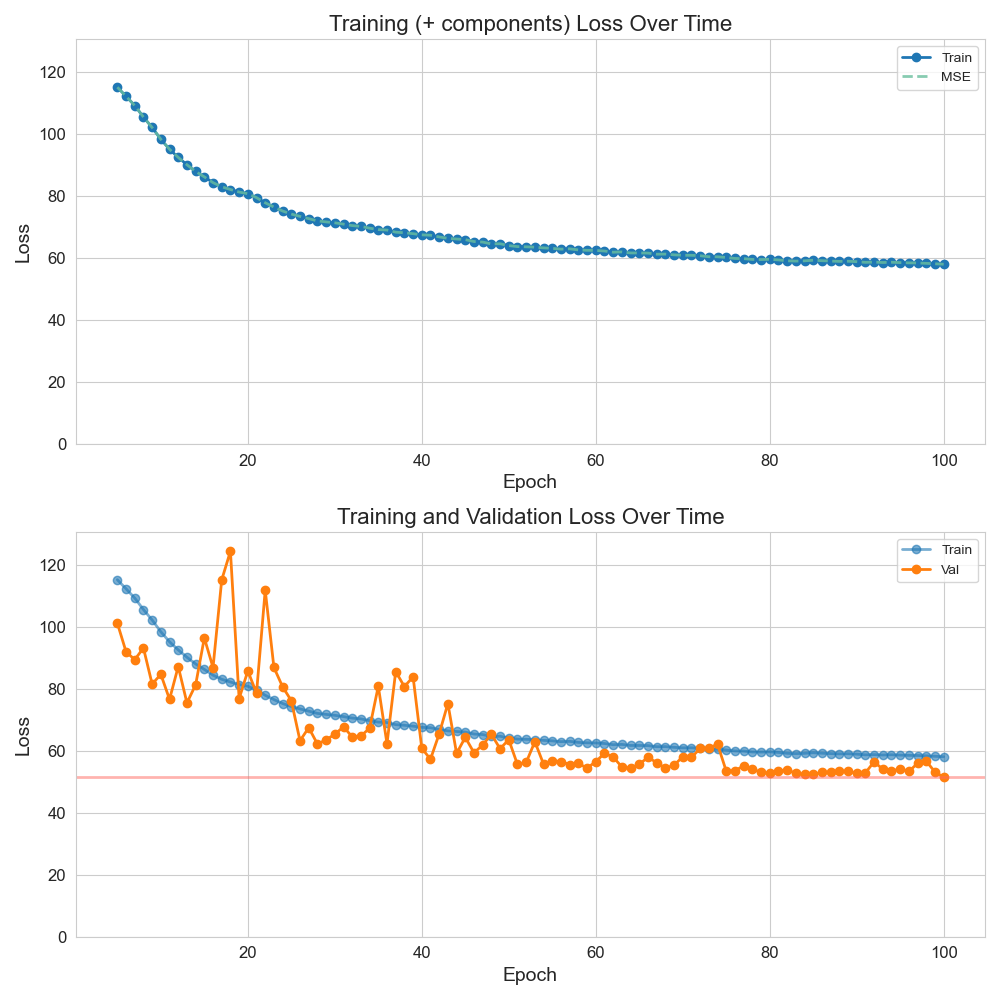 Training (+ components) Loss Over Time
Train
MSE
120
100
80
60
40
20
0
Loss
20 40 60 80 100
Epoch
Training and Validation Loss Over Time
Train
Val
120
100
80
60
40
20
0
Loss
20 40 60 80 100
Epoch